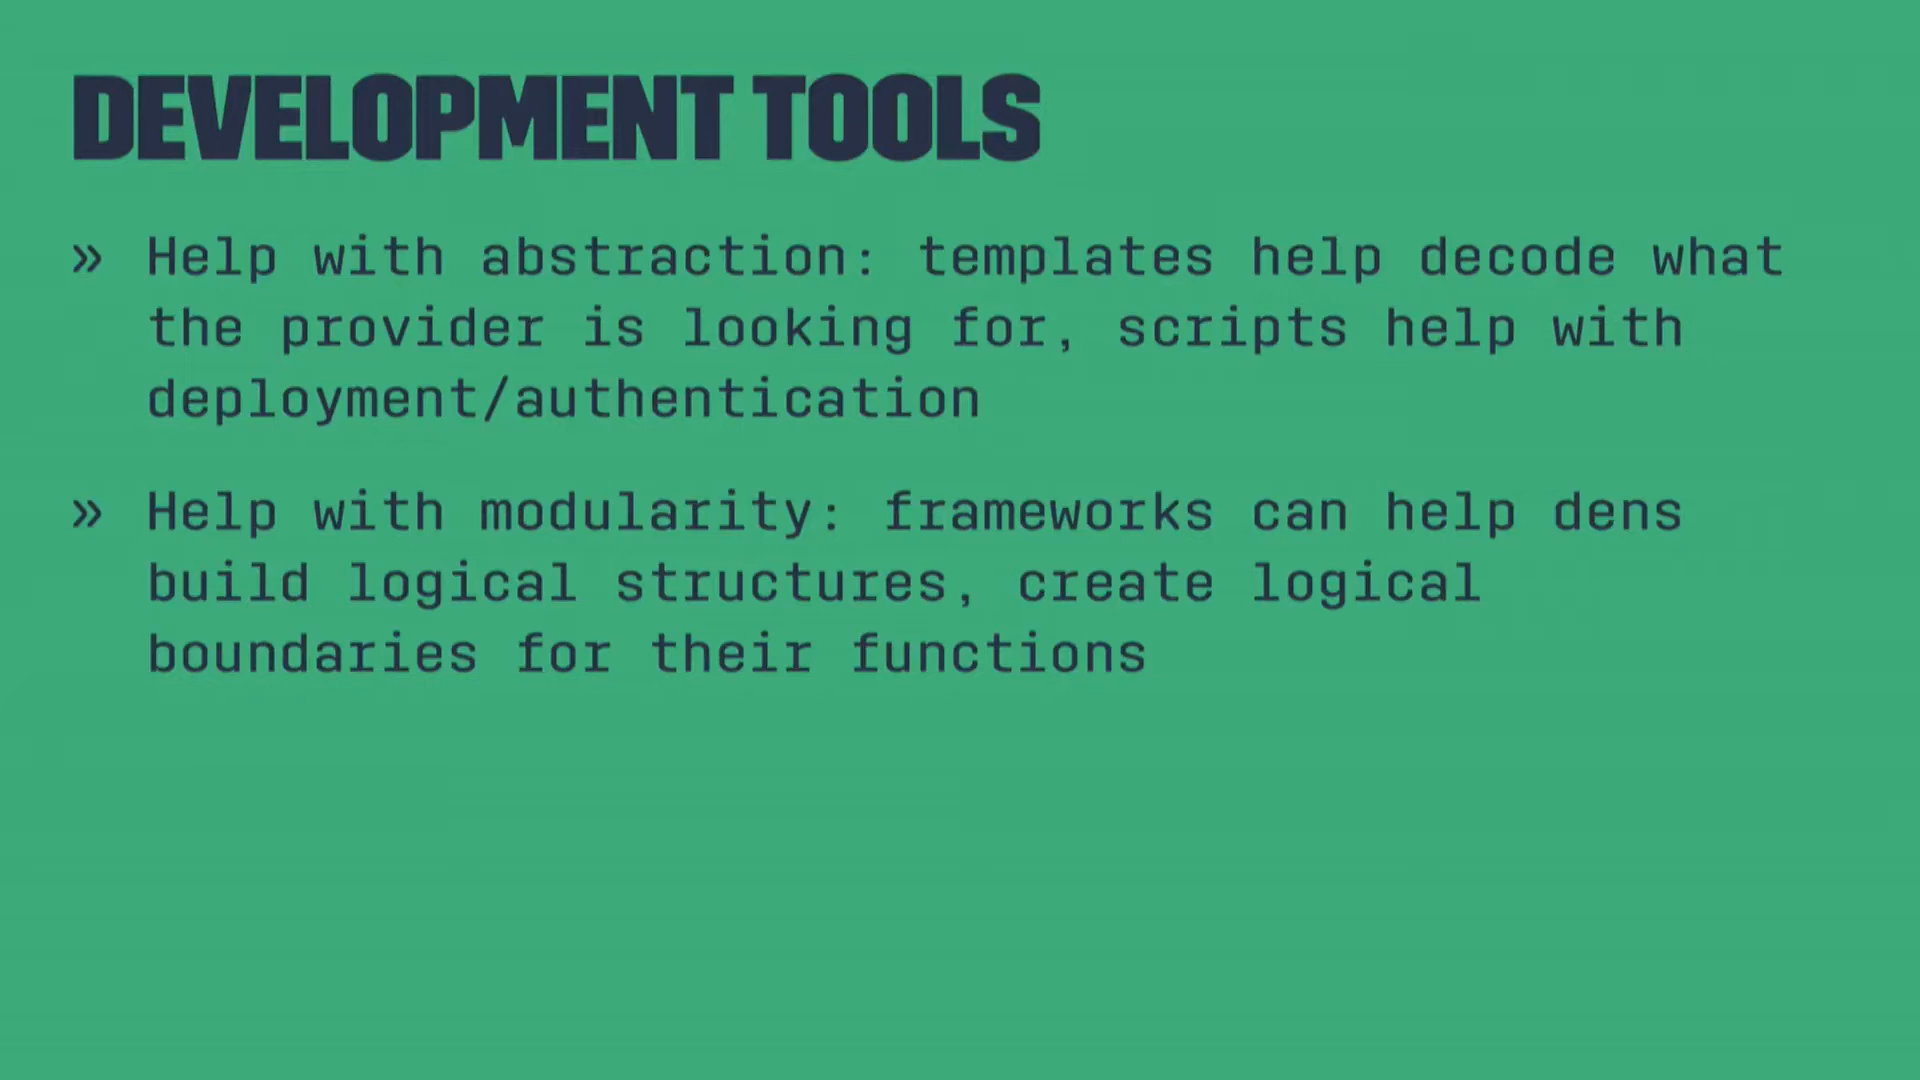 DEVELOPMENT TOOLS
» Help with abstraction: templates help decode what
the provider is looking for, scripts help with
deployment/authentication
» Help with modularity: frameworks can help dens
build logical structures, create logical
boundaries for their functions